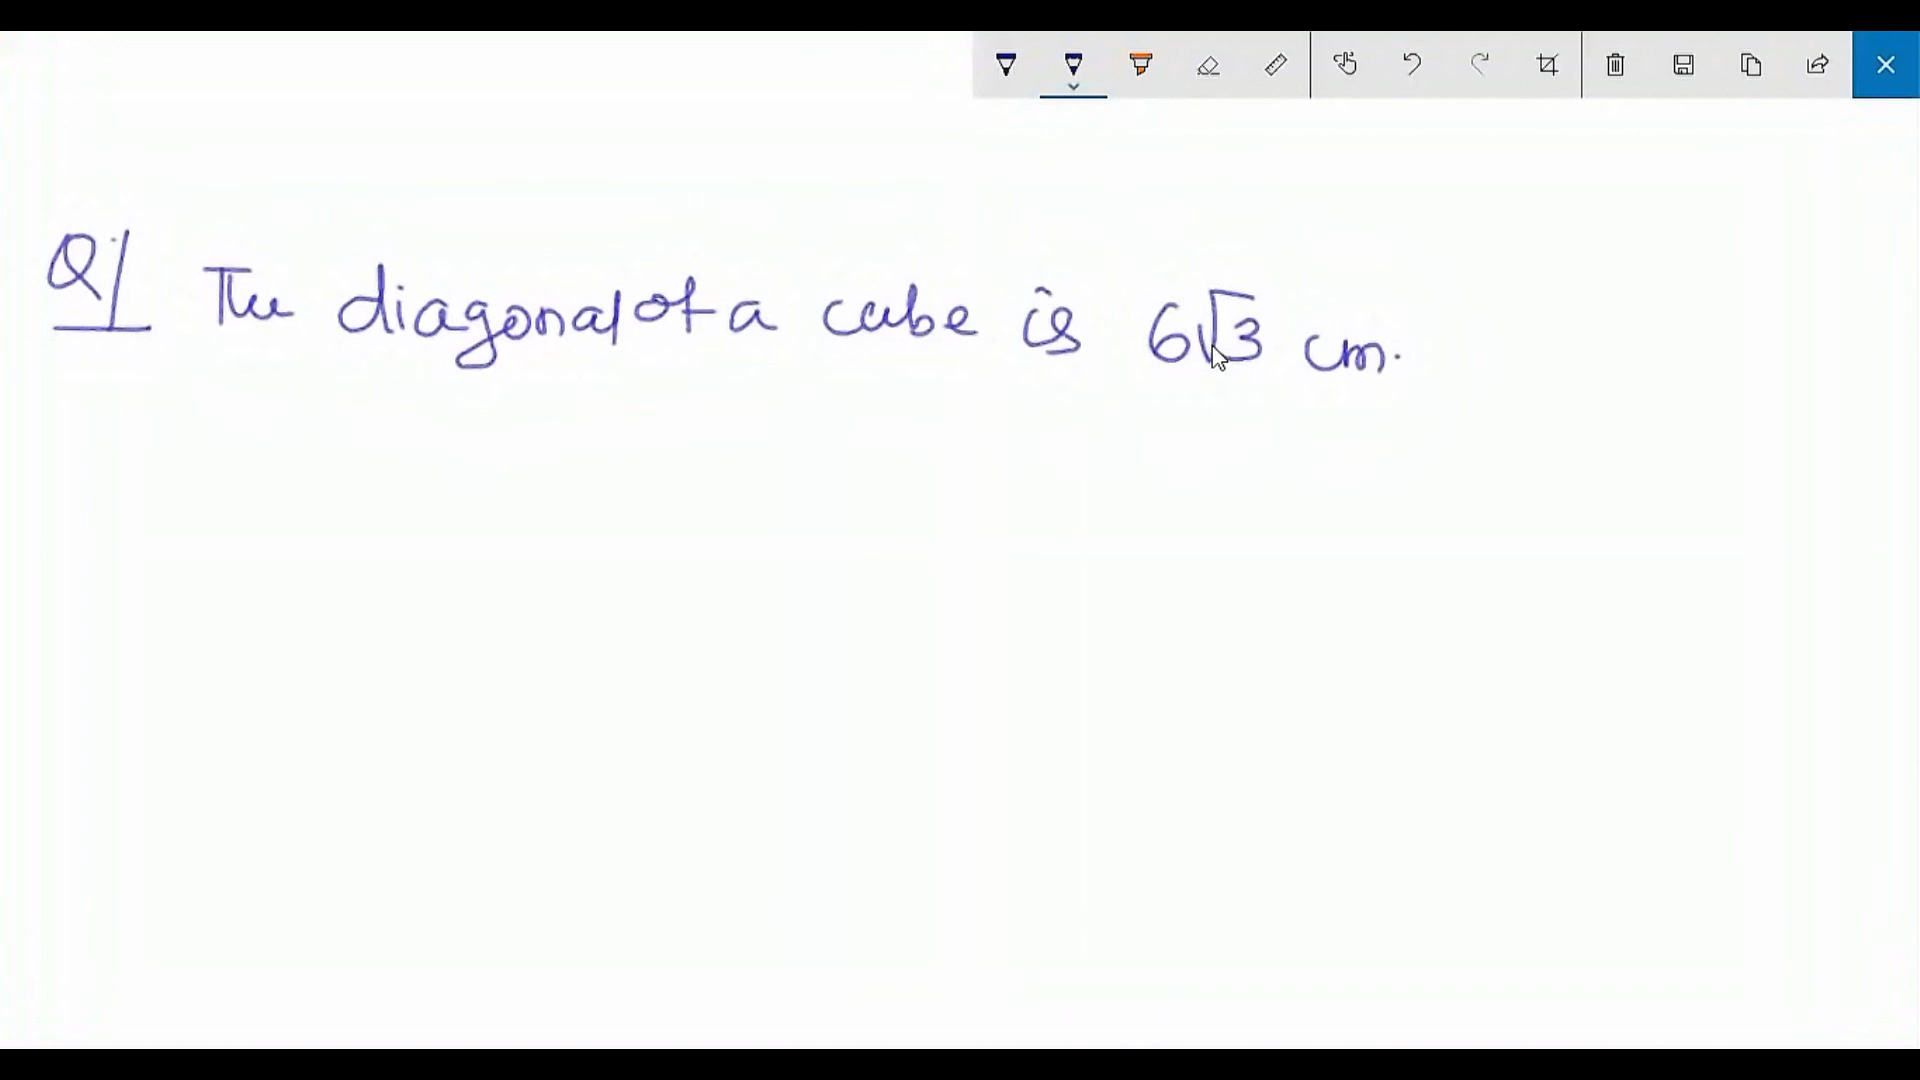 Q/ The diagonal of a cube is 6√3 cm.